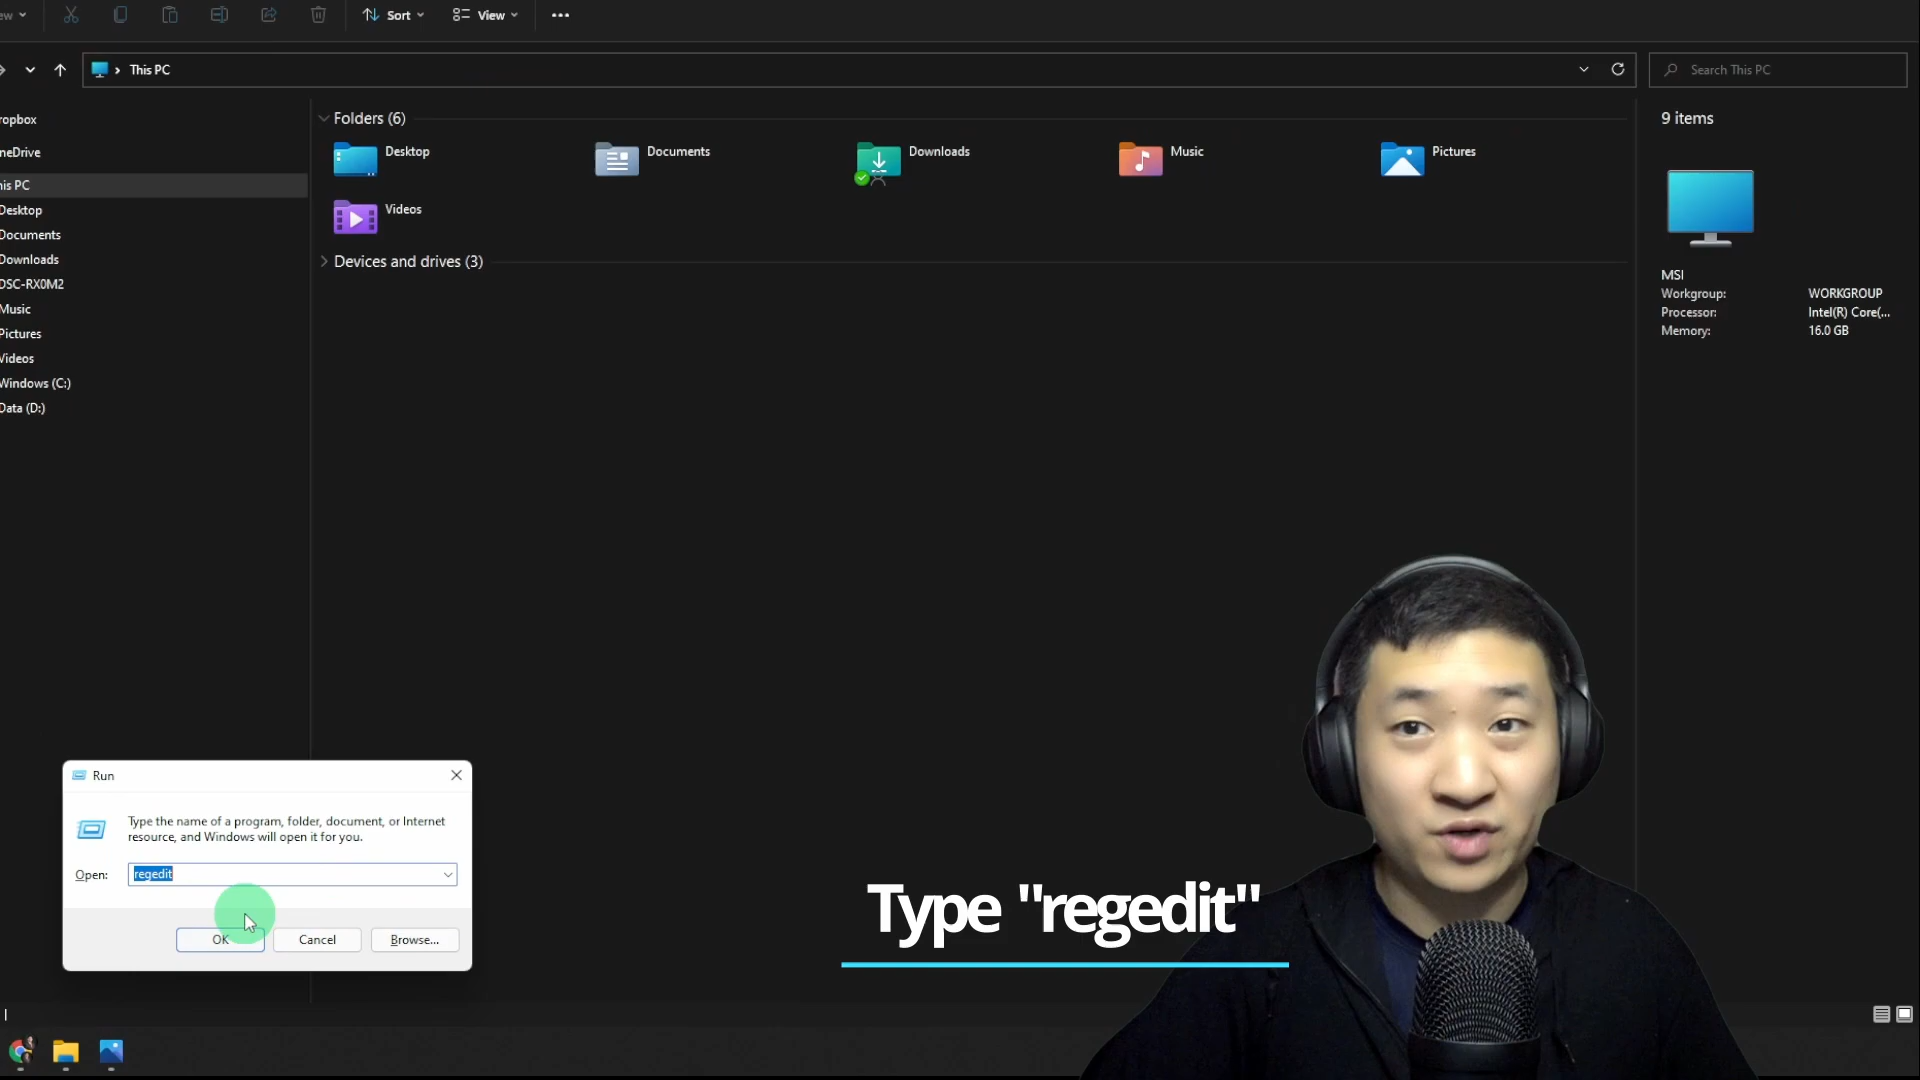 ew
Sort
View
This PC
Search This PC
ropbox
neDrive
his PC
Desktop
Documents
Downloads
DSC-RX0M2
Music
Pictures
Videos
Windows (C:)
Data (D:)
Folders (6)
Desktop
Documents
Downloads
Music
Pictures
Videos
Devices and drives (3)
9 items
MSI
Workgroup: WORKGROUP
Processor: Intel(R) Core(...
Memory: 16.0 GB
Run
Type the name of a program, folder, document, or Internet
resource, and Windows will open it for you.
Open: regedit
OK
Cancel
Browse...
Type "regedit"